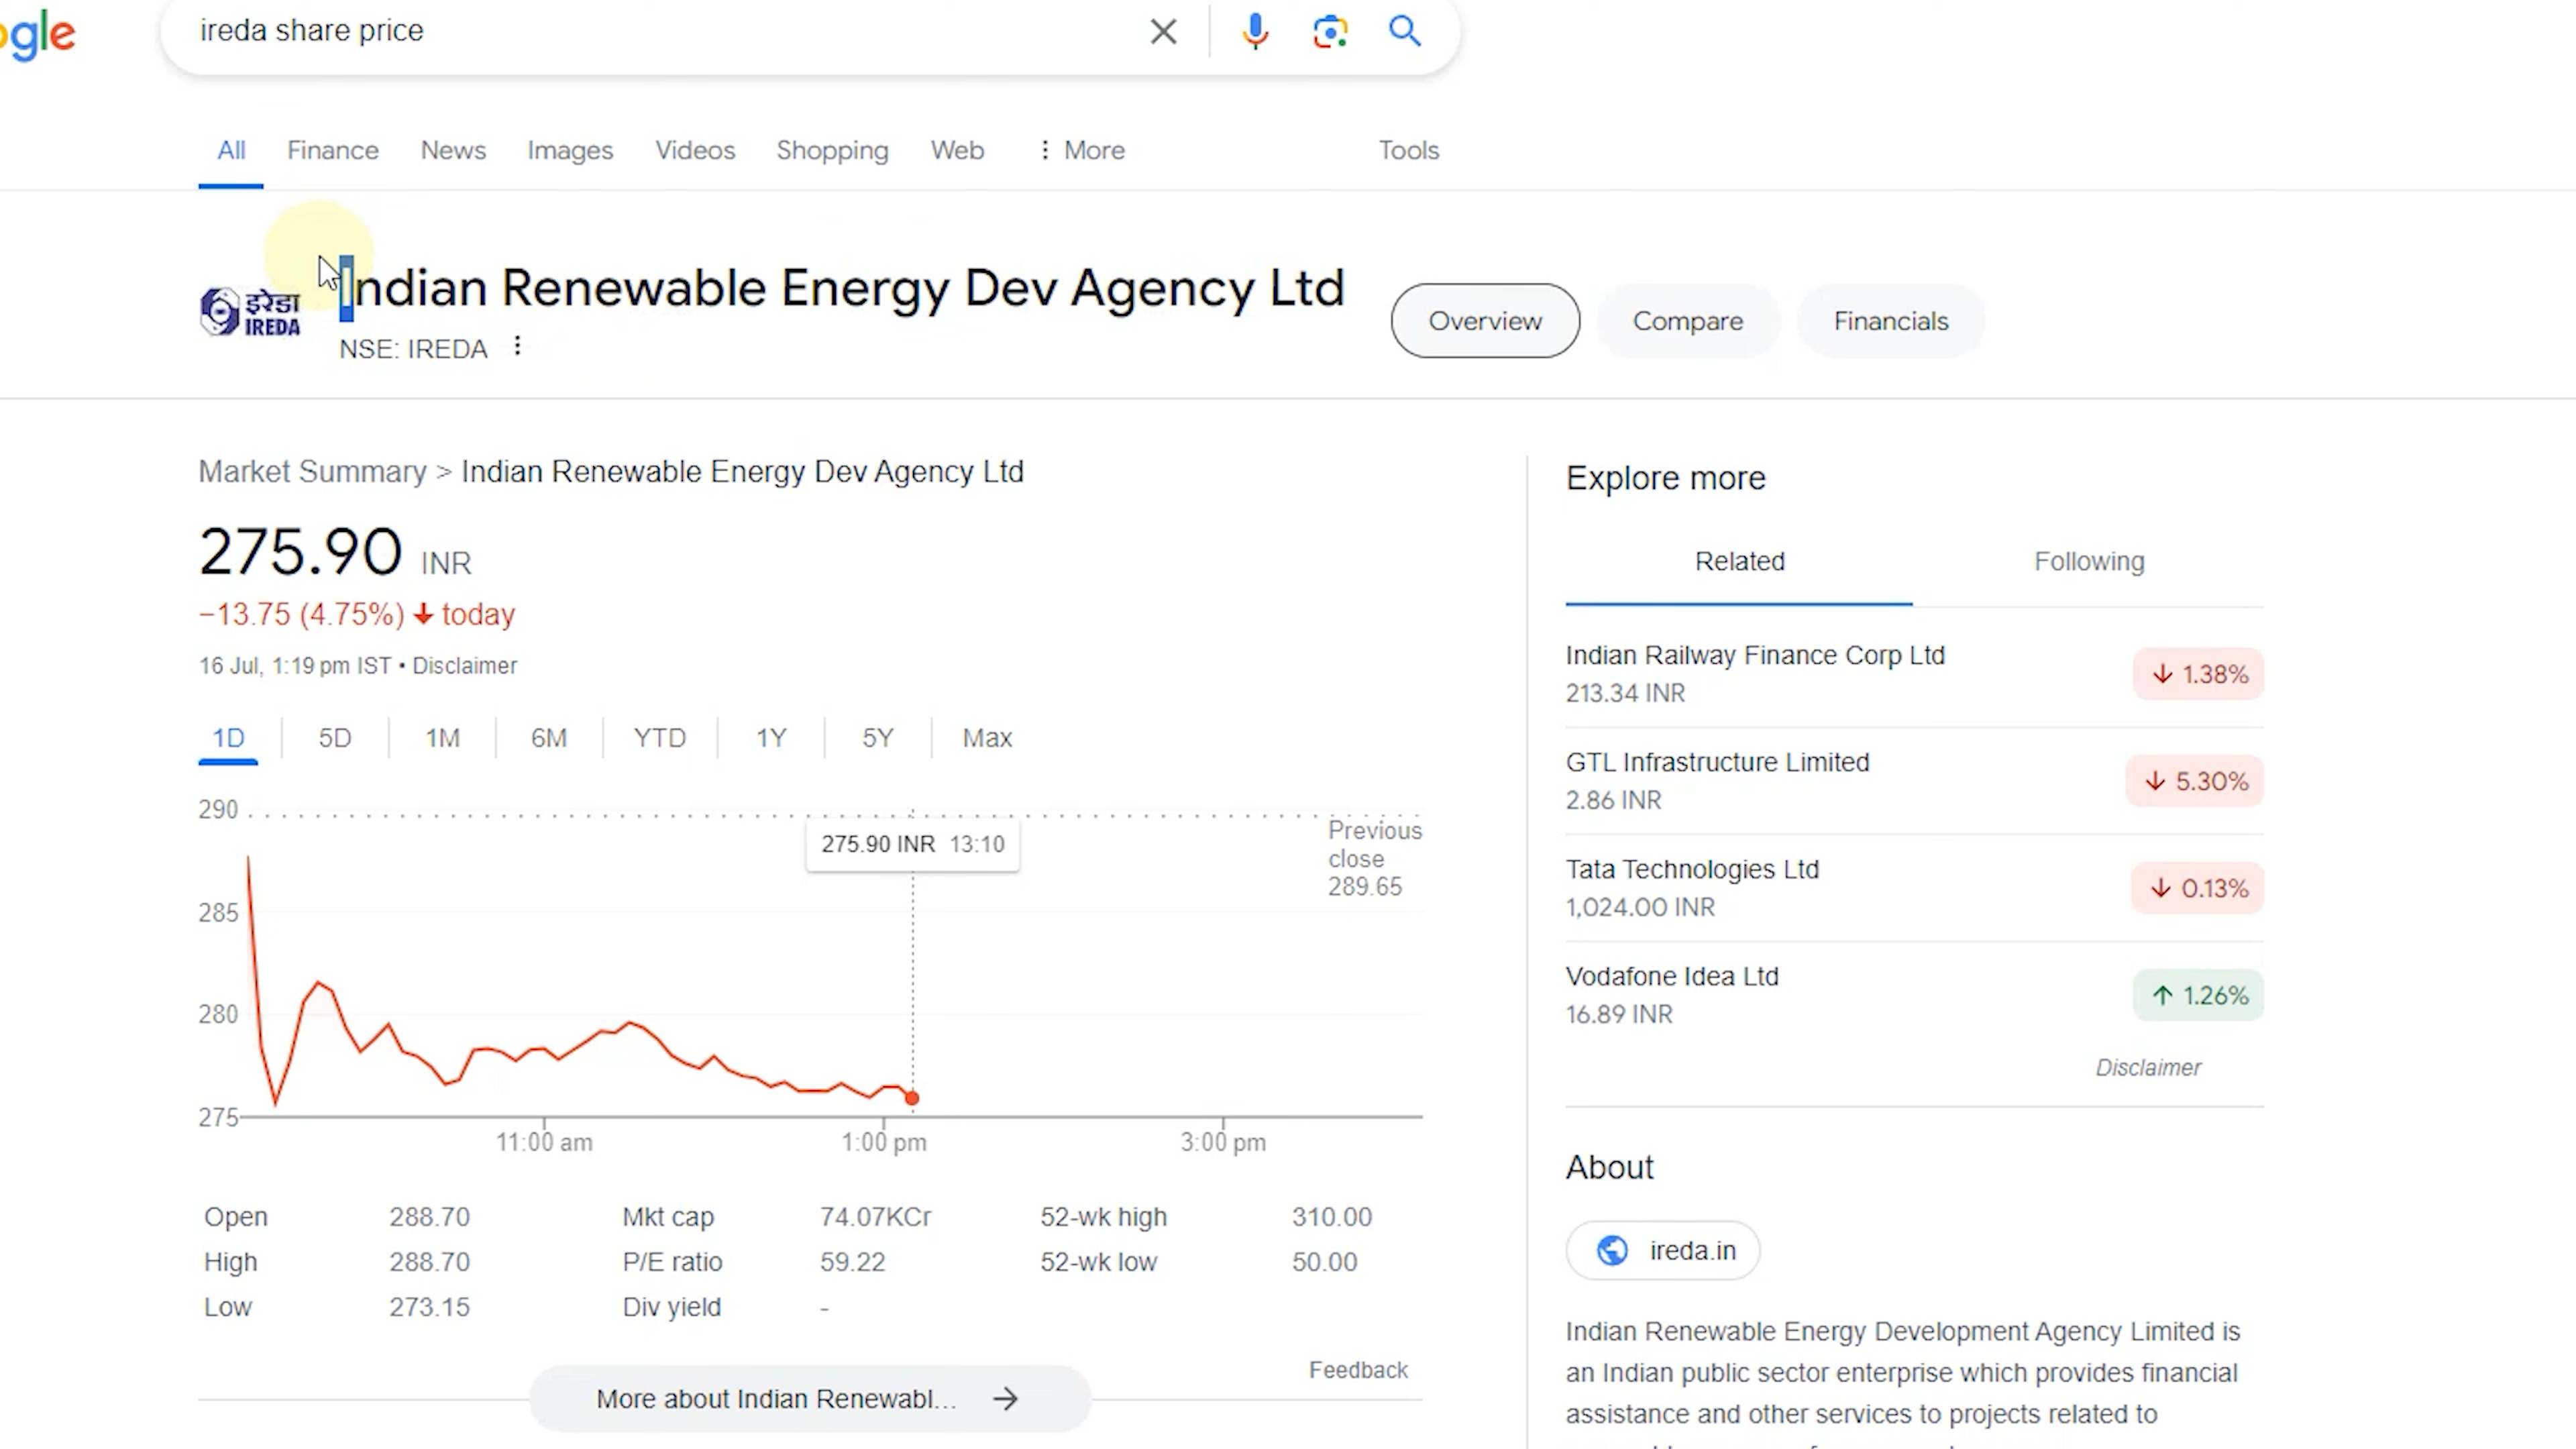 ogle
ireda share price
All Finance News Images Videos Shopping Web More Tools
इरेडा
IREDA
Indian Renewable Energy Dev Agency Ltd
NSE: IREDA
Overview Compare Financials
Market Summary > Indian Renewable Energy Dev Agency Ltd
275.90 INR
−13.75 (4.75%) ↓ today
16 Jul, 1:19 pm IST • Disclaimer
1D 5D 1M 6M YTD 1Y 5Y Max
290
275.90 INR 13:10
Previous
close
289.65
285
280
275
11:00 am 1:00 pm 3:00 pm
Open 288.70 Mkt cap 74.07KCr 52-wk high 310.00
High 288.70 P/E ratio 59.22 52-wk low 50.00
Low 273.15 Div yield -
Feedback
More about Indian Renewabl... →
Explore more
Related Following
Indian Railway Finance Corp Ltd
213.34 INR
↓ 1.38%
GTL Infrastructure Limited
2.86 INR
↓ 5.30%
Tata Technologies Ltd
1,024.00 INR
↓ 0.13%
Vodafone Idea Ltd
16.89 INR
↑ 1.26%
Disclaimer
About
ireda.in
Indian Renewable Energy Development Agency Limited is
an Indian public sector enterprise which provides financial
assistance and other services to projects related to